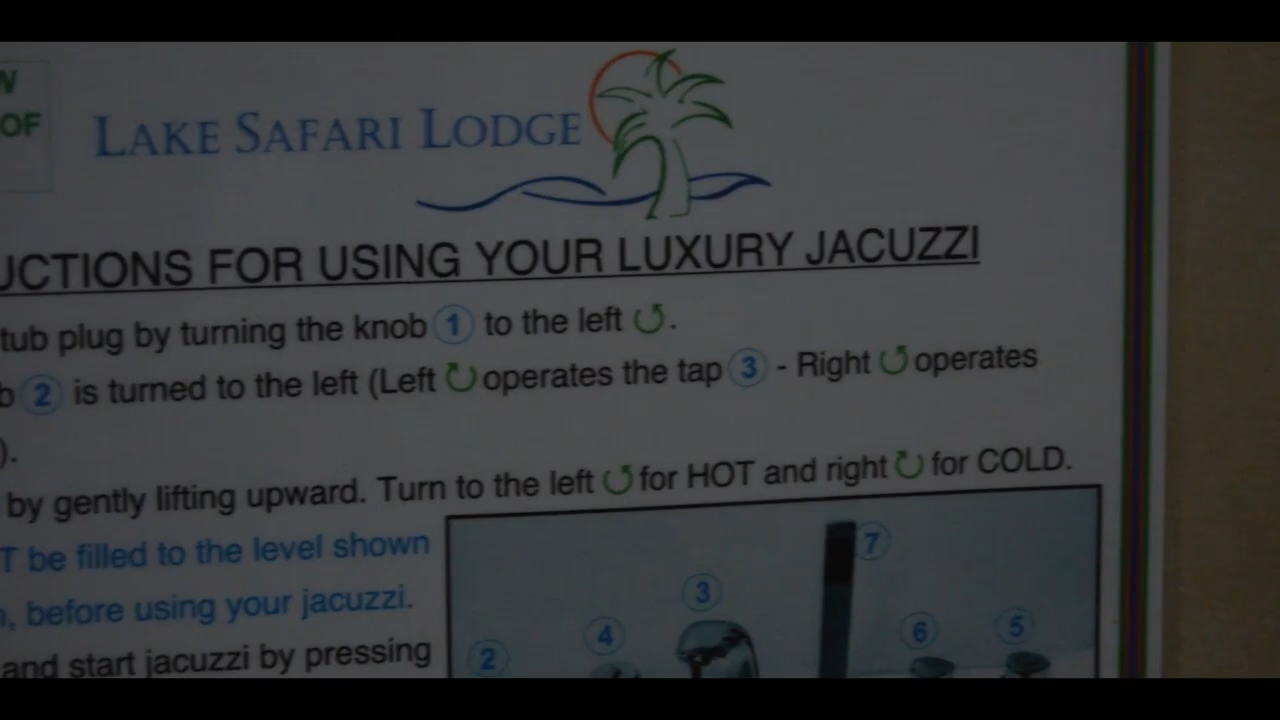 W
OF
LAKE SAFARI LODGE
UCTIONS FOR USING YOUR LUXURY JACUZZI
tub plug by turning the knob 1 to the left ↺.
b 2 is turned to the left (Left ↻ operates the tap 3 - Right ↺ operates
).
by gently lifting upward. Turn to the left ↺ for HOT and right ↻ for COLD.
T be filled to the level shown
, before using your jacuzzi.
and start jacuzzi by pressing
7
3
4
6
5
2